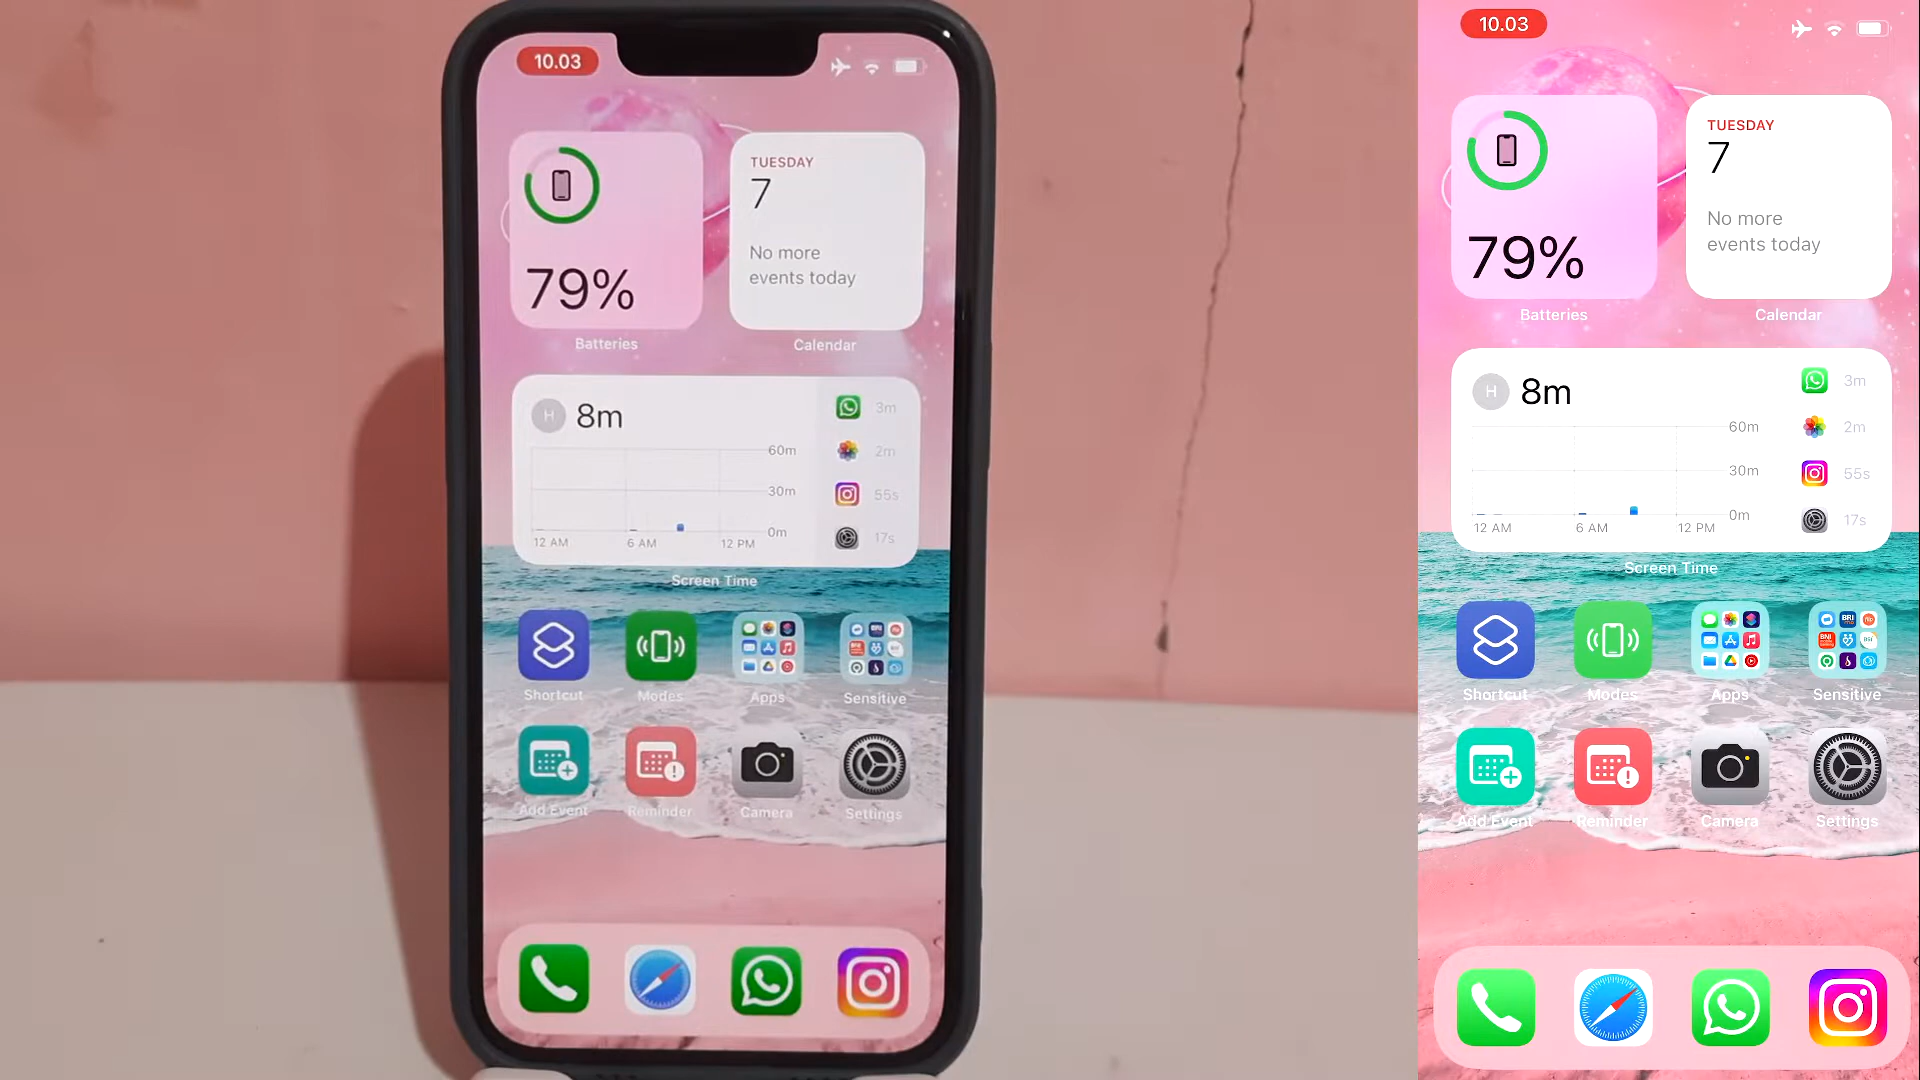 10.03
TUESDAY
7
No more
events today
79%
Batteries
Calendar
H
8m
3m
60m
2m
30m
55s
0m
17s
12 AM
6 AM
12 PM
Screen Time
Shortcut
Modes
Apps
Sensitive
Add Event
Reminder
Camera
Settings
10.03
TUESDAY
7
No more
events today
79%
Batteries
Calendar
H
8m
3m
60m
2m
30m
55s
0m
17s
12 AM
6 AM
12 PM
Screen Time
BRI
BNI
Shortcut
Modes
Apps
Sensitive
Add Event
Reminder
Camera
Settings